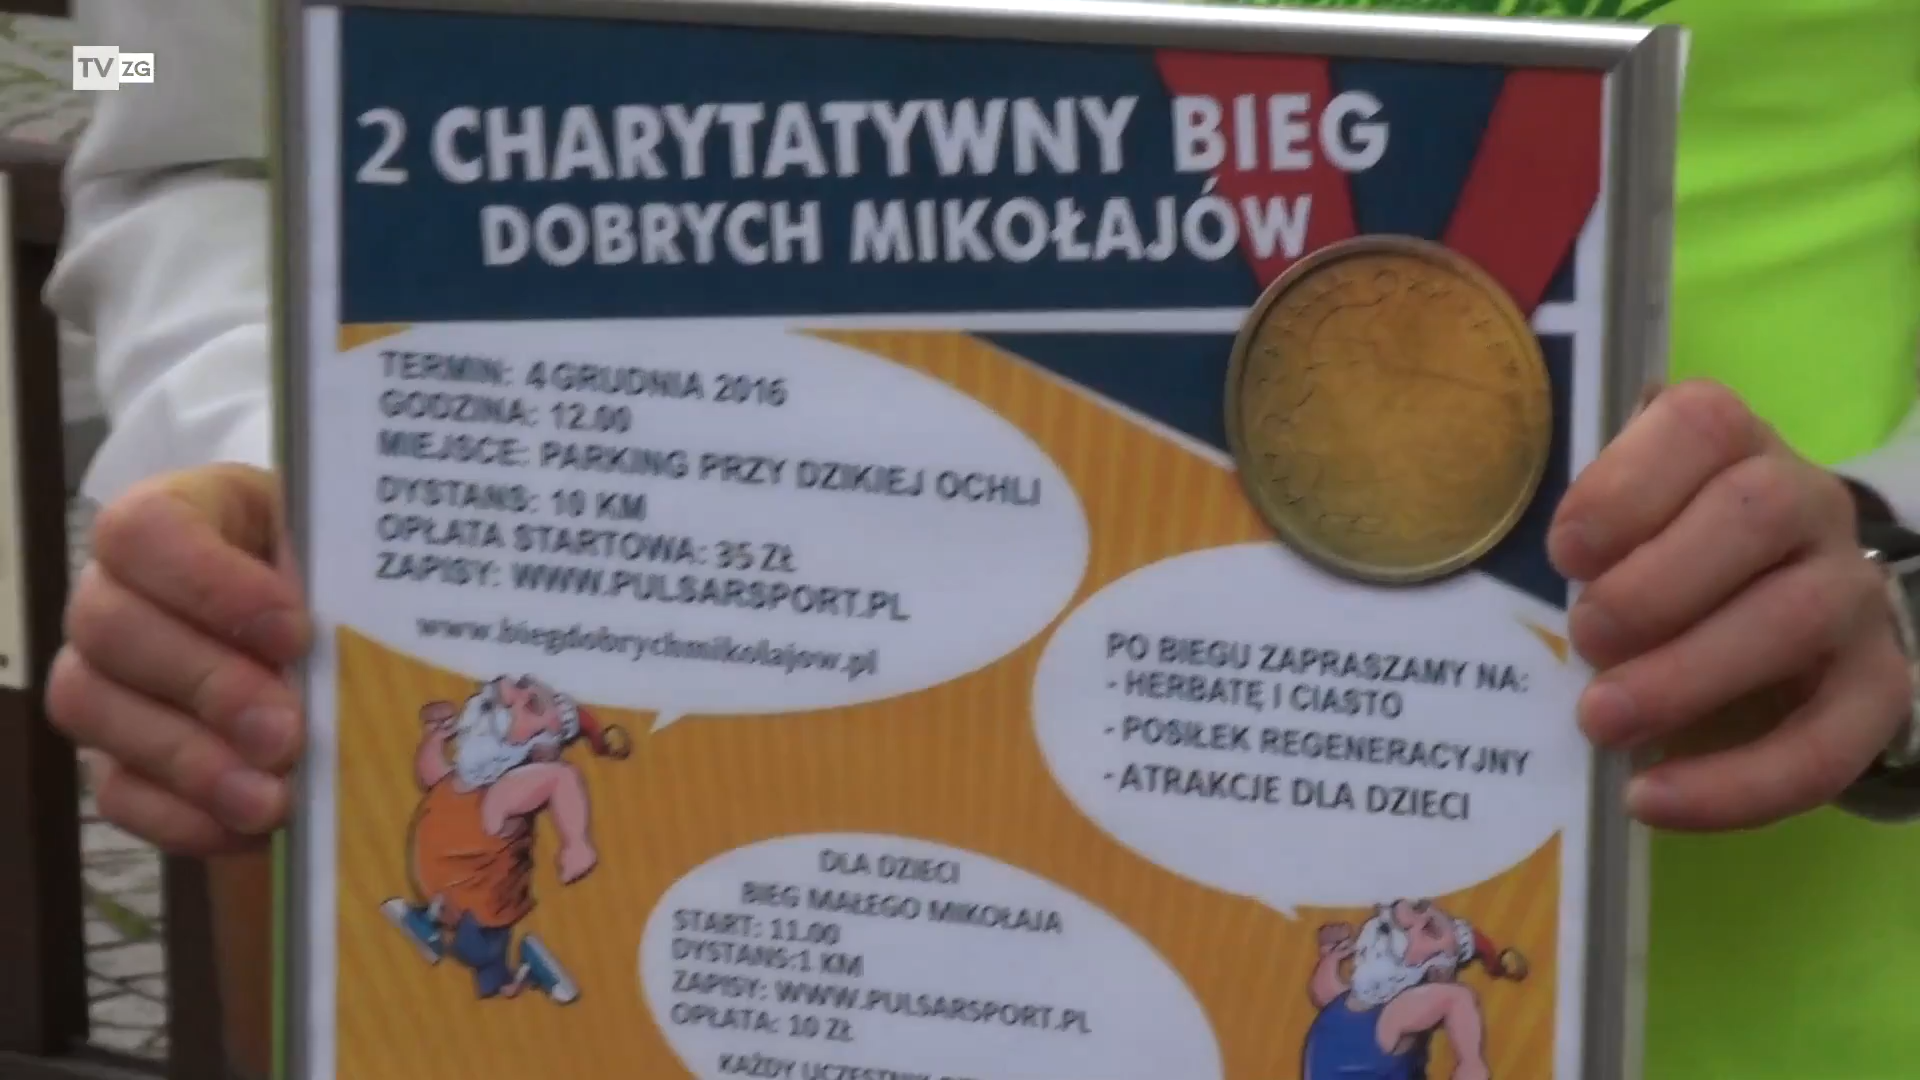 TV ZG
2 CHARYTATYWNY BIEG
DOBRYCH MIKOŁAJÓW
TERMIN: 4 GRUDNIA 2016
GODZINA: 12.00
MIEJSCE: PARKING PRZY DZIKIEJ OCHLI
DYSTANS: 10 KM
OPŁATA STARTOWA: 35 ZŁ
ZAPISY: WWW.PULSARSPORT.PL
www.biegdobrychmikolajow.pl
PO BIEGU ZAPRASZAMY NA:
- HERBATĘ I CIASTO
- POSIŁEK REGENERACYJNY
- ATRAKCJE DLA DZIECI
DLA DZIECI
BIEG MAŁEGO MIKOŁAJA
START: 11.00
DYSTANS:1 KM
ZAPISY: WWW.PULSARSPORT.PL
OPŁATA: 10 ZŁ
KAŻDY UCZESTNIK